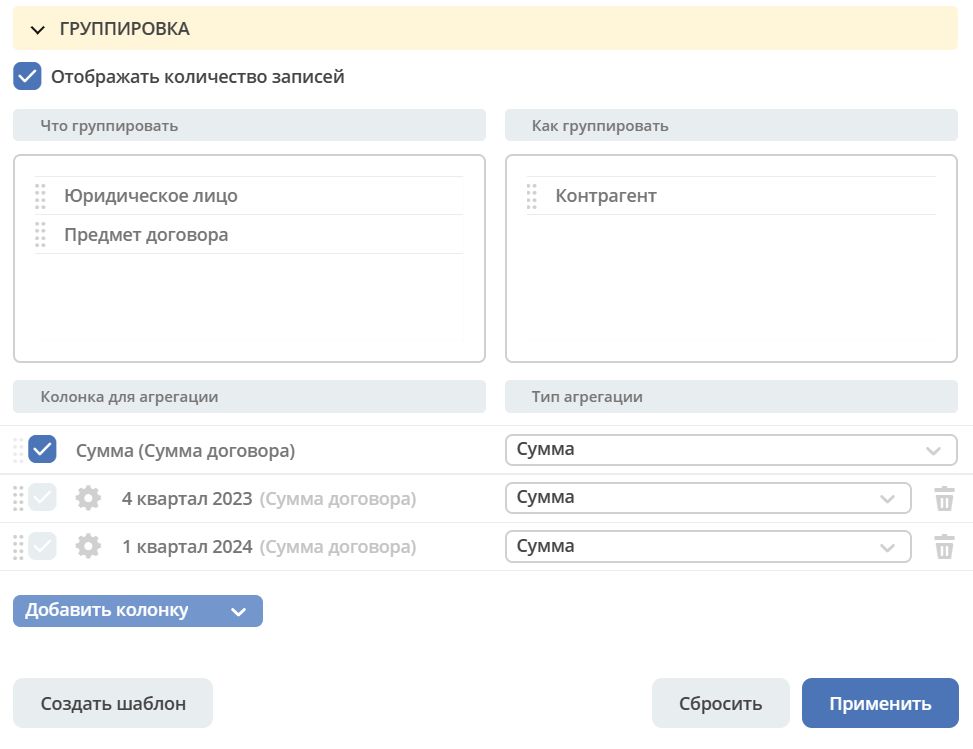 ГРУППИРОВКА
Отображать количество записей
Что группировать
Как группировать
Юридическое лицо
Контрагент
Предмет договора
Колонка для агрегации
Тип агрегации
Сумма (Сумма договора)
Сумма
4 квартал 2023 (Сумма договора)
Сумма
1 квартал 2024 (Сумма договора)
Сумма
Добавить колонку
Создать шаблон
Сбросить
Применить